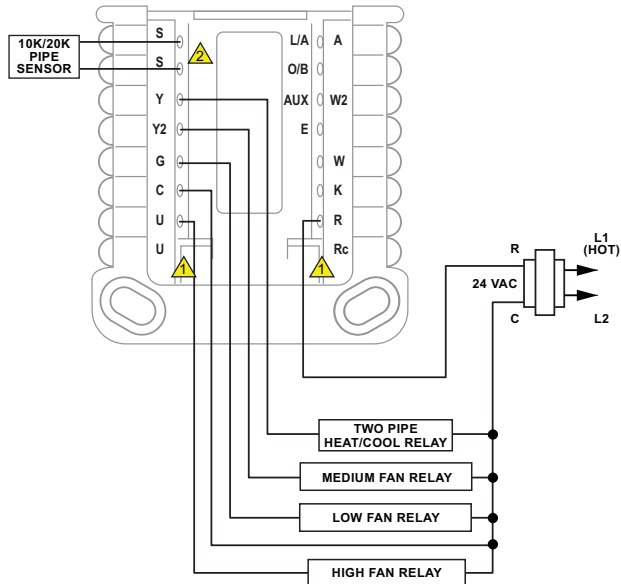 10K/20K
PIPE
SENSOR
S
S
Y
Y2
G
C
U
U
2
1
1
L/A A
O/B
AUX W2
E
W
K
R
Rc
R
24 VAC
C
L1
(HOT)
L2
TWO PIPE
HEAT/COOL RELAY
MEDIUM FAN RELAY
LOW FAN RELAY
HIGH FAN RELAY